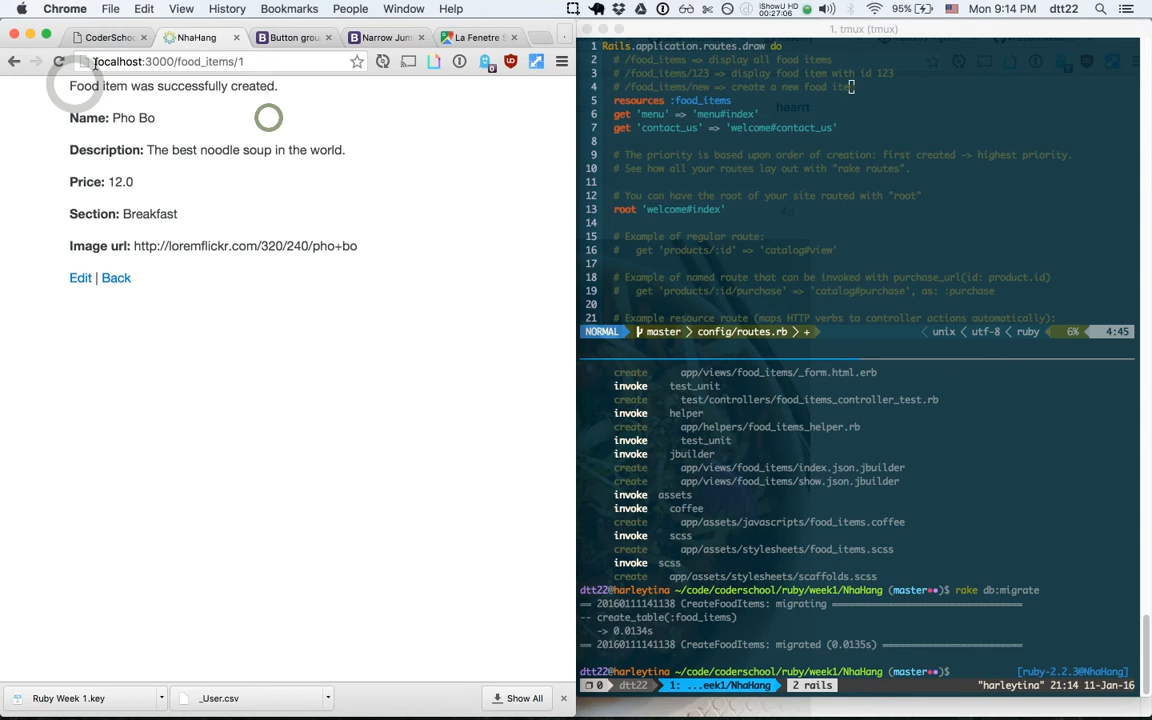 Chrome File Edit View History Bookmarks People Window Help iShowU HD 00:27:06 95% Mon 9:14 PM dtt22
CoderSchoo NhaHang Button grou Narrow Jum La Fenetre S
localhost:3000/food_items/1
Food item was successfully created.
Name: Pho Bo
Description: The best noodle soup in the world.
Price: 12.0
Section: Breakfast
Image url: http://loremflickr.com/320/240/pho+bo
Edit | Back
Ruby Week 1.key _User.csv Show All
1. tmux (tmux)
1 Rails.application.routes.draw do
2 # /food_items => display all food items
3 # /food_items/123 => display food item with id 123
4 # /food_items/new => create a new food item
5 resources :food_items
6 get 'menu' => 'menu#index'
7 get 'contact_us' => 'welcome#contact_us'
8
9 # The priority is based upon order of creation: first created -> highest priority.
10 # See how all your routes lay out with "rake routes".
11
12 # You can have the root of your site routed with "root"
13 root 'welcome#index'
14
15 # Example of regular route:
16 # get 'products/:id' => 'catalog#view'
17
18 # Example of named route that can be invoked with purchase_url(id: product.id)
19 # get 'products/:id/purchase' => 'catalog#purchase', as: :purchase
20
21 # Example resource route (maps HTTP verbs to controller actions automatically):
NORMAL master config/routes.rb + unix utf-8 ruby 6% 4:45
create app/views/food_items/_form.html.erb
invoke test_unit
create test/controllers/food_items_controller_test.rb
invoke helper
create app/helpers/food_items_helper.rb
invoke test_unit
invoke jbuilder
create app/views/food_items/index.json.jbuilder
create app/views/food_items/show.json.jbuilder
invoke assets
invoke coffee
create app/assets/javascripts/food_items.coffee
invoke scss
create app/assets/stylesheets/food_items.scss
invoke scss
create app/assets/stylesheets/scaffolds.scss
dtt22@harleytina ~/code/coderschool/ruby/week1/NhaHang (master●●)$ rake db:migrate
== 20160111141138 CreateFoodItems: migrating ==================================
-- create_table(:food_items)
-> 0.0134s
== 20160111141138 CreateFoodItems: migrated (0.0135s) =========================
dtt22@harleytina ~/code/coderschool/ruby/week1/NhaHang (master●●)$ [ruby-2.2.3@NhaHang]
0 dtt22 1: ...eek1/NhaHang 2 rails "harleytina" 21:14 11-Jan-16